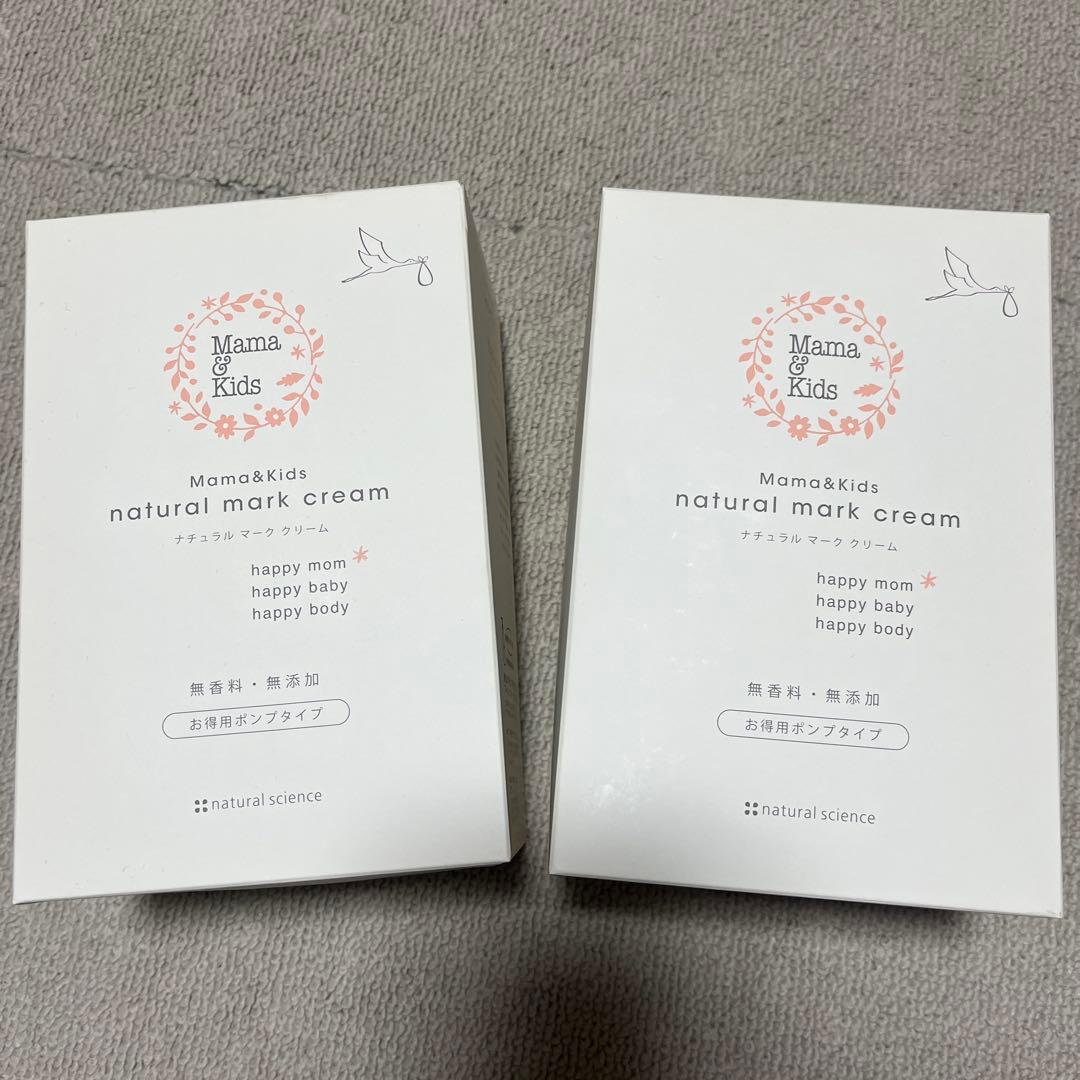 Mama
&
Kids
Mama&Kids
natural mark cream
ナチュラル マーク クリーム
happy mom*
happy baby
happy body
無香料・無添加
お得用ポンプタイプ
natural science
Mama
&
Kids
Mama&Kids
natural mark cream
ナチュラル マーク クリーム
happy mom*
happy baby
happy body
無香料・無添加
お得用ポンプタイプ
natural science